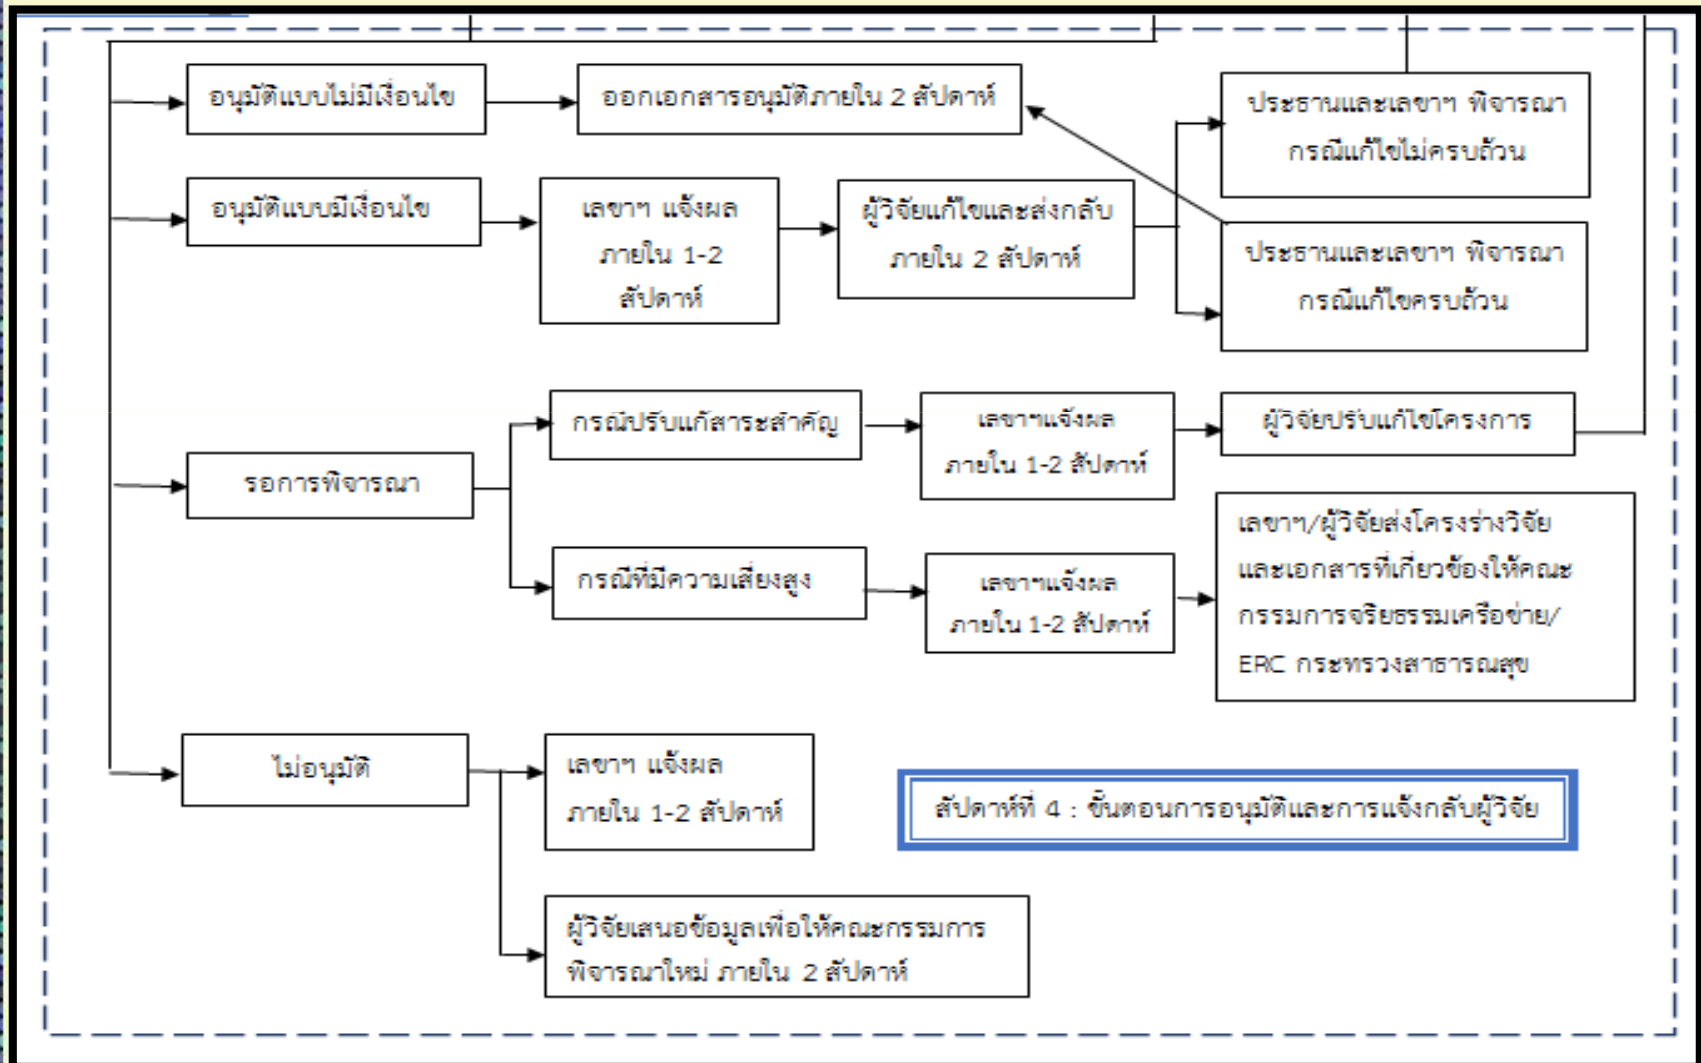 อนุมัติแบบไม่มีเงื่อนไข
ออกเอกสารอนุมัติภายใน 2 สัปดาห์
ประธานและเลขาฯ พิจารณา
กรณีแก้ไขไม่ครบถ้วน
อนุมัติแบบมีเงื่อนไข
เลขาฯ แจ้งผล
ภายใน 1-2
สัปดาห์
ผู้วิจัยแก้ไขและส่งกลับ
ภายใน 2 สัปดาห์
ประธานและเลขาฯ พิจารณา
กรณีแก้ไขครบถ้วน
รอการพิจารณา
กรณีปรับแก้สาระสำคัญ
เลขาฯแจ้งผล
ภายใน 1-2 สัปดาห์
ผู้วิจัยปรับแก้ไขโครงการ
กรณีที่มีความเสี่ยงสูง
เลขาฯแจ้งผล
ภายใน 1-2 สัปดาห์
เลขาฯ/ผู้วิจัยส่งโครงร่างวิจัย
และเอกสารที่เกี่ยวข้องให้คณะ
กรรมการจริยธรรมเครือข่าย/
ERC กระทรวงสาธารณสุข
ไม่อนุมัติ
เลขาฯ แจ้งผล
ภายใน 1-2 สัปดาห์
ผู้วิจัยเสนอข้อมูลเพื่อให้คณะกรรมการ
พิจารณาใหม่ ภายใน 2 สัปดาห์
สัปดาห์ที่ 4 : ขั้นตอนการอนุมัติและการแจ้งกลับผู้วิจัย